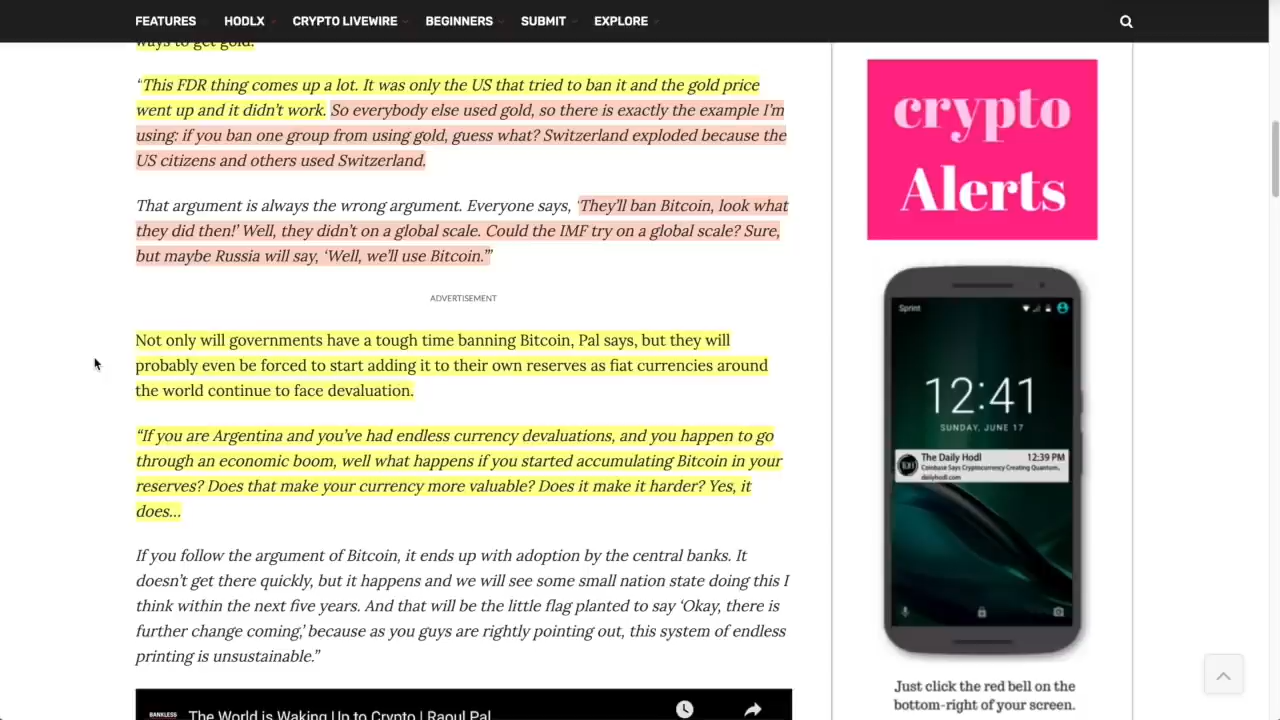 FEATURES HODLX CRYPTO LIVEWIRE BEGINNERS SUBMIT EXPLORE
ways to get gold.
“This FDR thing comes up a lot. It was only the US that tried to ban it and the gold price
went up and it didn’t work. So everybody else used gold, so there is exactly the example I’m
using: if you ban one group from using gold, guess what? Switzerland exploded because the
US citizens and others used Switzerland.
That argument is always the wrong argument. Everyone says, ‘They’ll ban Bitcoin, look what
they did then!’ Well, they didn’t on a global scale. Could the IMF try on a global scale? Sure,
but maybe Russia will say, ‘Well, we’ll use Bitcoin.’”
ADVERTISEMENT
Not only will governments have a tough time banning Bitcoin, Pal says, but they will
probably even be forced to start adding it to their own reserves as fiat currencies around
the world continue to face devaluation.
“If you are Argentina and you’ve had endless currency devaluations, and you happen to go
through an economic boom, well what happens if you started accumulating Bitcoin in your
reserves? Does that make your currency more valuable? Does it make it harder? Yes, it
does…
If you follow the argument of Bitcoin, it ends up with adoption by the central banks. It
doesn’t get there quickly, but it happens and we will see some small nation state doing this I
think within the next five years. And that will be the little flag planted to say ‘Okay, there is
further change coming,’ because as you guys are rightly pointing out, this system of endless
printing is unsustainable.”
BANKLESS The World is Waking Up to Crypto | Raoul Pal
crypto
Alerts
Sprint
12:41
SUNDAY, JUNE 17
The Daily Hodl 12:39 PM
Coinbase Says Cryptocurrency Creating Quantum..
dailyhodl.com
Just click the red bell on the
bottom-right of your screen.